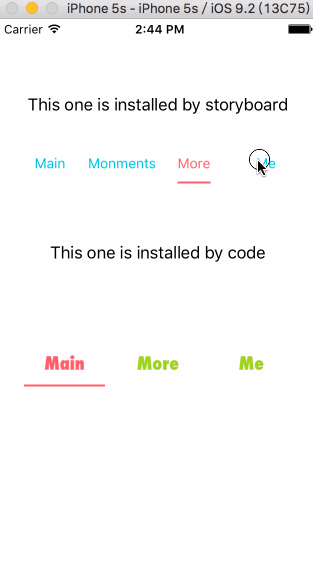 iPhone 5s - iPhone 5s / iOS 9.2 (13C75)
Carrier 2:44 PM
This one is installed by storyboard
Main Monments More Me
This one is installed by code
Main More Me